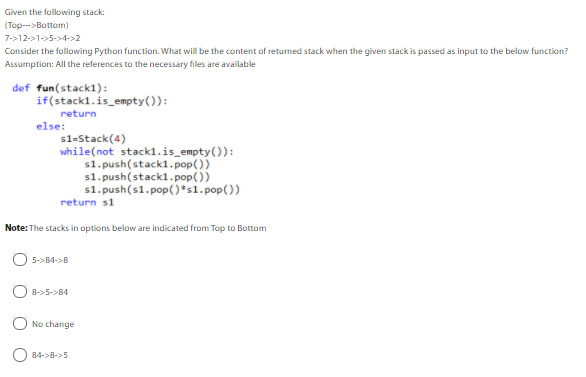 Given the following stack:
(Top--->Bottom)
7->12->1->5->4->2
Consider the following Python function. What will be the content of returned stack when the given stack is passed as input to the below function?
Assumption: All the references to the necessary files are available
def fun(stack1):
    if(stack1.is_empty()):
        return
    else:
        s1=Stack(4)
        while(not stack1.is_empty()):
            s1.push(stack1.pop())
            s1.push(stack1.pop())
            s1.push(s1.pop()*s1.pop())
        return s1
Note: The stacks in options below are indicated from Top to Bottom
5->84->8
8->5->84
No change
84->8->5